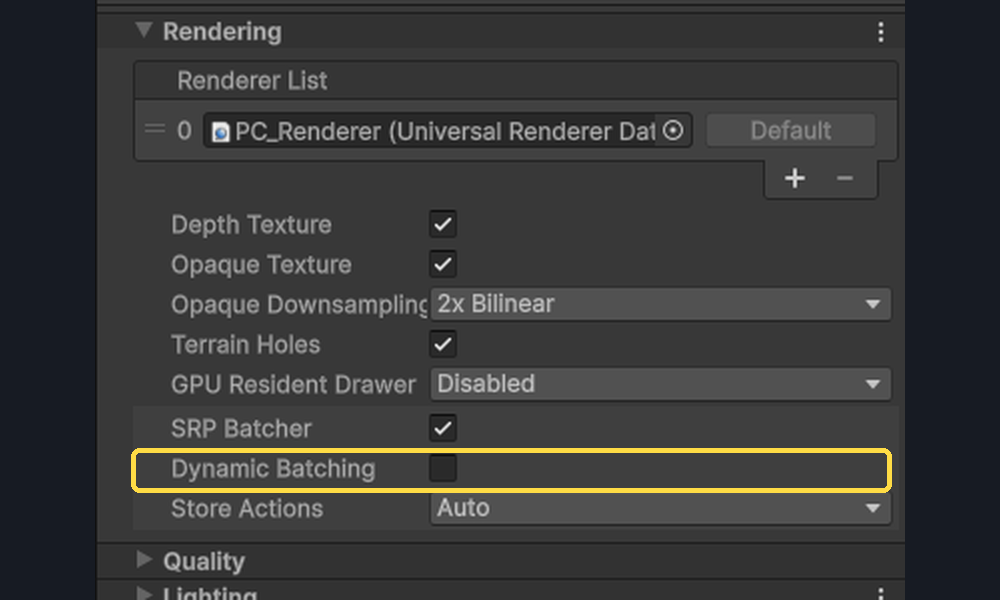 Rendering
Renderer List
0 PC_Renderer (Universal Renderer Dat Default
+ −
Depth Texture
Opaque Texture
Opaque Downsampling 2x Bilinear
Terrain Holes
GPU Resident Drawer Disabled
SRP Batcher
Dynamic Batching
Store Actions Auto
Quality
Lighting